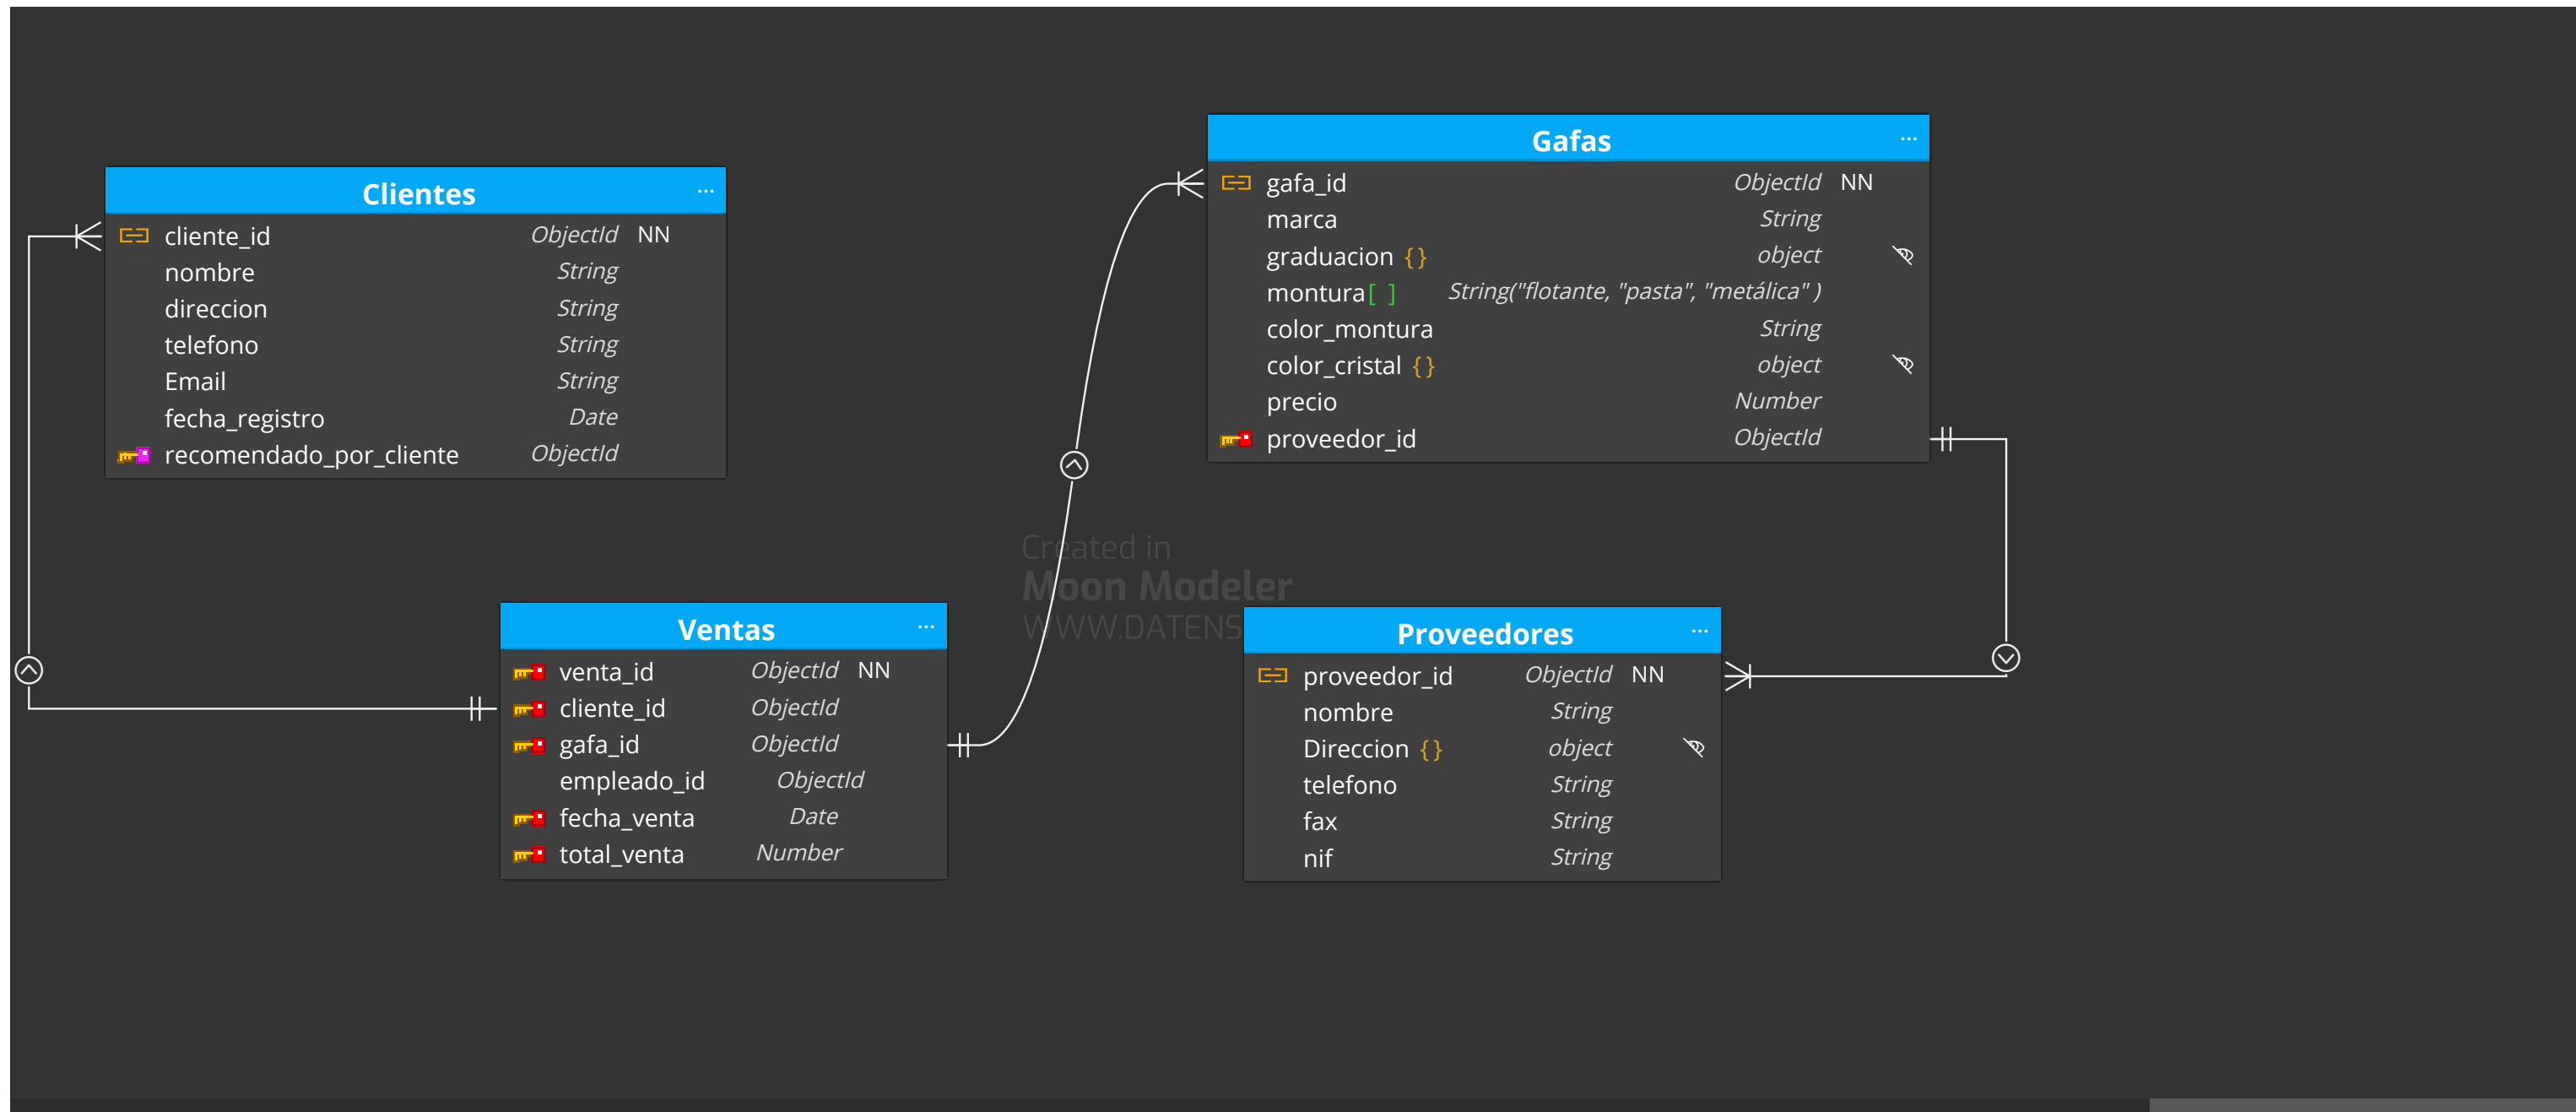 Clientes ...
cliente_id ObjectId NN
nombre String
direccion String
telefono String
Email String
fecha_registro Date
recomendado_por_cliente ObjectId
Gafas ...
gafa_id ObjectId NN
marca String
graduacion {} object
montura[ ] String("flotante, "pasta", "metálica" )
color_montura String
color_cristal {} object
precio Number
proveedor_id ObjectId
Created in
Moon Modeler
WWW.DATENS
Ventas ...
venta_id ObjectId NN
cliente_id ObjectId
gafa_id ObjectId
empleado_id ObjectId
fecha_venta Date
total_venta Number
Proveedores ...
proveedor_id ObjectId NN
nombre String
Direccion {} object
telefono String
fax String
nif String